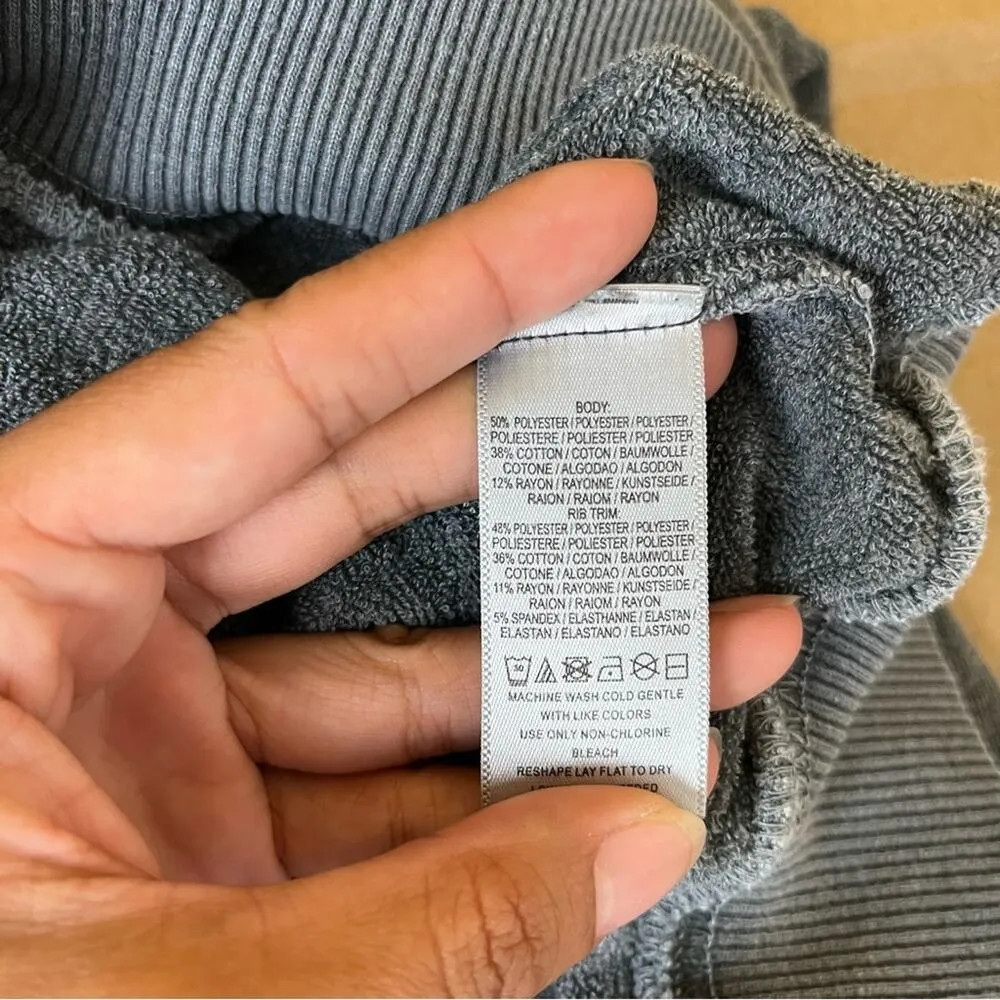 BODY:
50% POLYESTER / POLYESTER / POLYESTER /
POLIESTERE / POLIESTER / POLIESTER
38% COTTON / COTON / BAUMWOLLE /
COTONE / ALGODAO / ALGODON
12% RAYON / RAYONNE / KUNSTSEIDE /
RAION / RAIOM / RAYON
RIB TRIM:
48% POLYESTER / POLYESTER / POLYESTER /
POLIESTERE / POLIESTER / POLIESTER
36% COTTON / COTON / BAUMWOLLE /
COTONE / ALGODAO / ALGODON
11% RAYON / RAYONNE / KUNSTSEIDE /
RAION / RAIOM / RAYON
5% SPANDEX / ELASTHANNE / ELASTAN /
ELASTAN / ELASTANO / ELASTANO
30
MACHINE WASH COLD GENTLE
WITH LIKE COLORS
USE ONLY NON-CHLORINE
BLEACH
RESHAPE LAY FLAT TO DRY